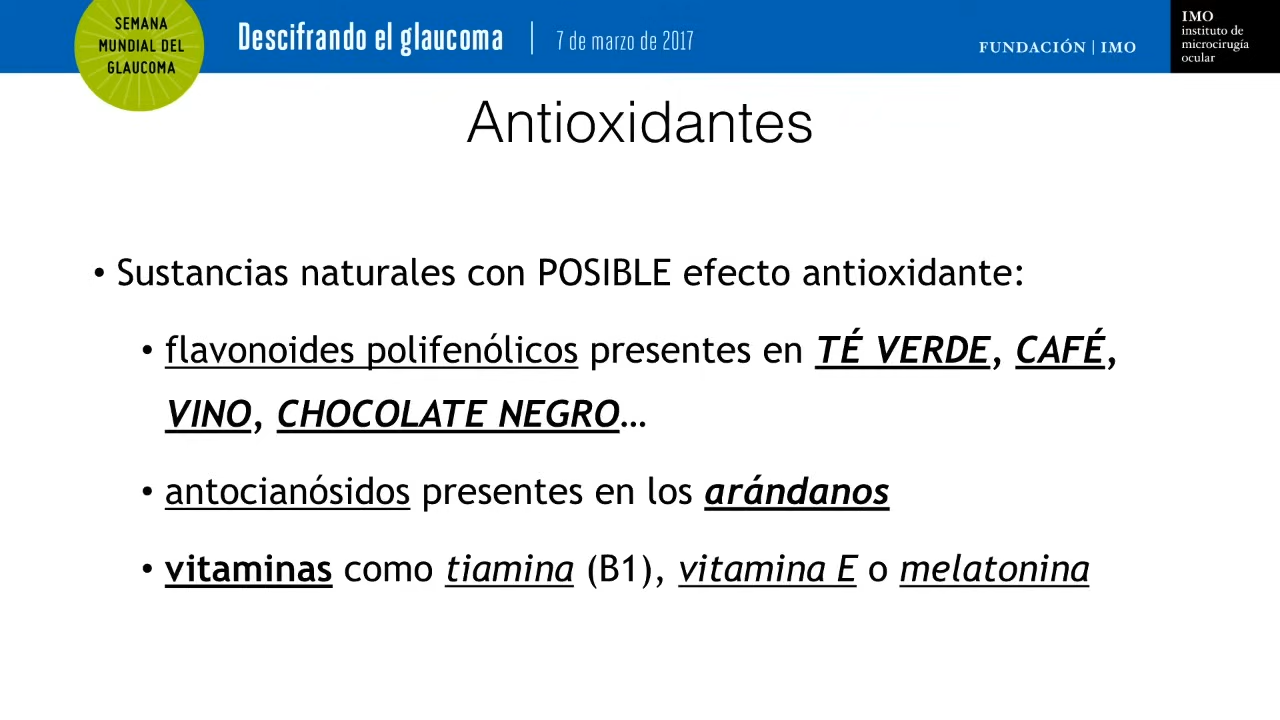 SEMANA
MUNDIAL DEL
GLAUCOMA
Descifrando el glaucoma | 7 de marzo de 2017
FUNDACIÓN | IMO
IMO
instituto de
microcirugía
ocular
Antioxidantes
• Sustancias naturales con POSIBLE efecto antioxidante:
• flavonoides polifenólicos presentes en TÉ VERDE, CAFÉ,
VINO, CHOCOLATE NEGRO…
• antocianósidos presentes en los arándanos
• vitaminas como tiamina (B1), vitamina E o melatonina